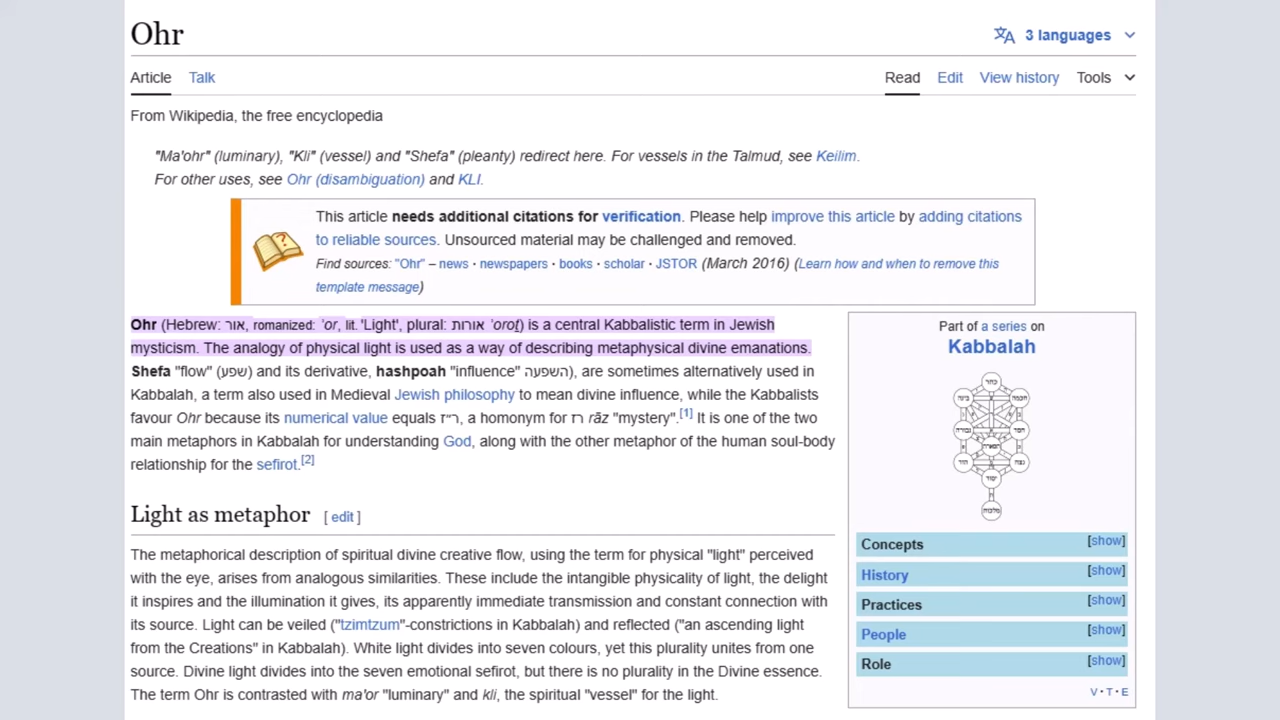 Ohr
3 languages
Article Talk
Read Edit View history Tools
From Wikipedia, the free encyclopedia
"Ma'ohr" (luminary), "Kli" (vessel) and "Shefa" (pleanty) redirect here. For vessels in the Talmud, see Keilim.
For other uses, see Ohr (disambiguation) and KLI.
This article needs additional citations for verification. Please help improve this article by adding citations
to reliable sources. Unsourced material may be challenged and removed.
Find sources: "Ohr" – news · newspapers · books · scholar · JSTOR (March 2016) (Learn how and when to remove this
template message)
Ohr (Hebrew: אור, romanized: ʾor, lit. 'Light', plural: אורות ʾoroṯ) is a central Kabbalistic term in Jewish
mysticism. The analogy of physical light is used as a way of describing metaphysical divine emanations.
Shefa "flow" (שפע) and its derivative, hashpoah "influence" השפעה), are sometimes alternatively used in
Kabbalah, a term also used in Medieval Jewish philosophy to mean divine influence, while the Kabbalists
favour Ohr because its numerical value equals ר״ז, a homonym for רז rāz "mystery".[1] It is one of the two
main metaphors in Kabbalah for understanding God, along with the other metaphor of the human soul-body
relationship for the sefirot.[2]
Light as metaphor [ edit ]
The metaphorical description of spiritual divine creative flow, using the term for physical "light" perceived
with the eye, arises from analogous similarities. These include the intangible physicality of light, the delight
it inspires and the illumination it gives, its apparently immediate transmission and constant connection with
its source. Light can be veiled ("tzimtzum"-constrictions in Kabbalah) and reflected ("an ascending light
from the Creations" in Kabbalah). White light divides into seven colours, yet this plurality unites from one
source. Divine light divides into the seven emotional sefirot, but there is no plurality in the Divine essence.
The term Ohr is contrasted with ma'or "luminary" and kli, the spiritual "vessel" for the light.
Part of a series on
Kabbalah
כתר
בינה חכמה
גבורה חסד
תפארת
הוד נצח
יסוד
מלכות
Concepts [show]
History [show]
Practices [show]
People [show]
Role [show]
V · T · E